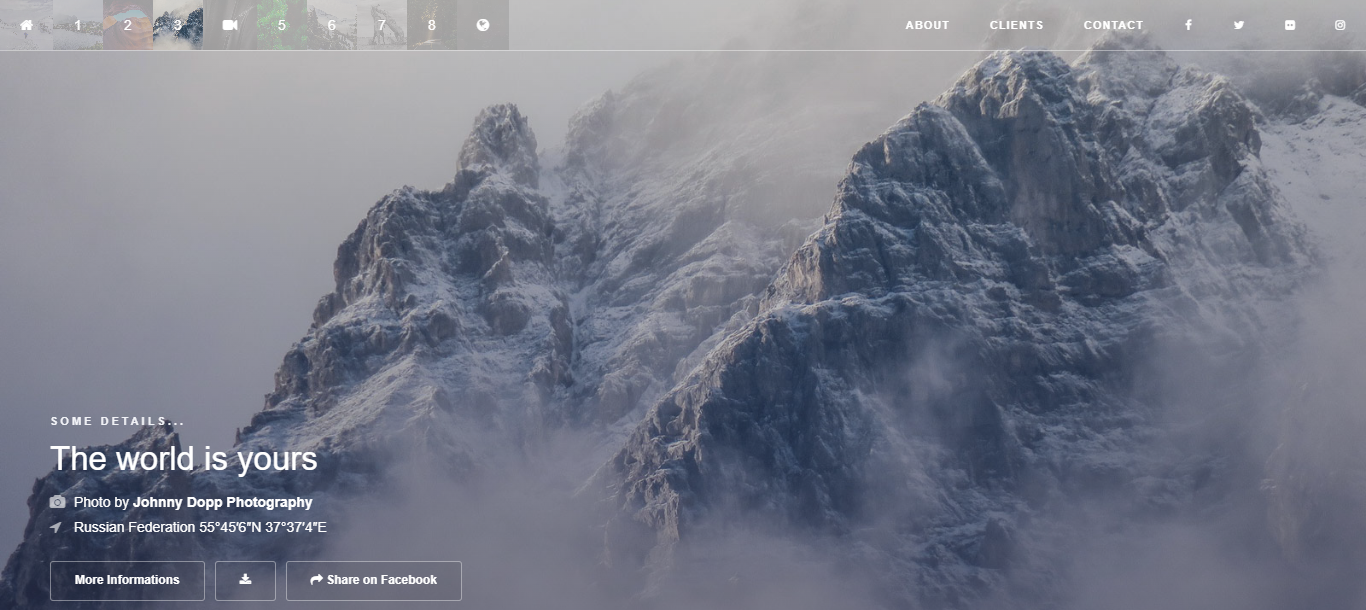 1 2 3 5 6 7 8 ABOUT CLIENTS CONTACT
SOME DETAILS...
The world is yours
Photo by Johnny Dopp Photography
Russian Federation 55°45'6"N 37°37'4"E
More Informations Share on Facebook